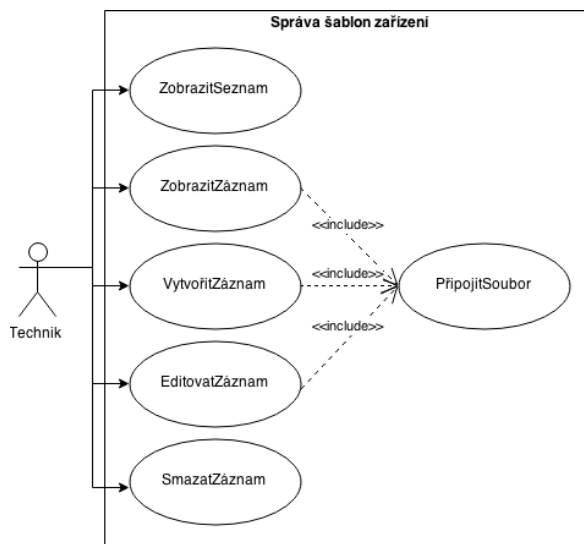 Správa šablon zařízení
ZobrazitSeznam
ZobrazitZáznam
<<include>>
VytvořitZáznam
<<include>>
PřipojitSoubor
<<include>>
Technik
EditovatZáznam
SmazatZáznam